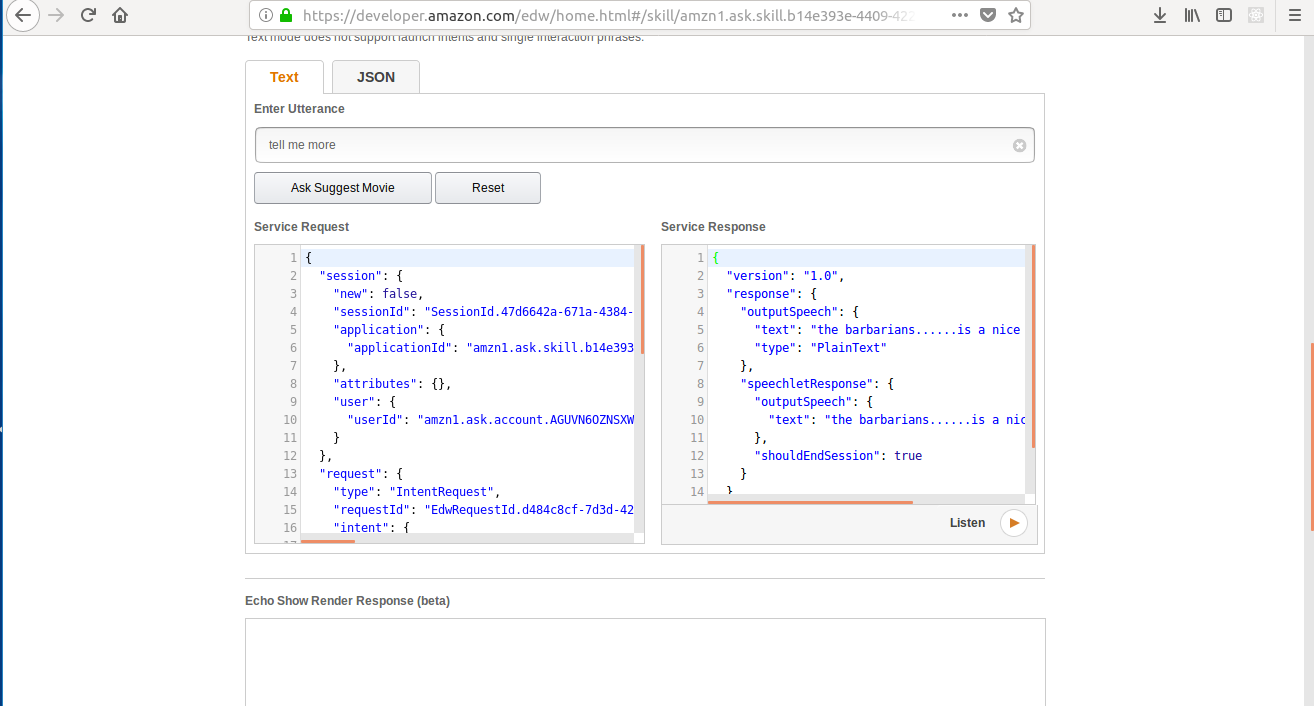 https://developer.amazon.com/edw/home.html#/skill/amzn1.ask.skill.b14e393e-4409-422
Text mode does not support launch intents and single interaction phrases.
Text
JSON
Enter Utterance
tell me more
Ask Suggest Movie
Reset
Service Request
1 {
2 "session": {
3 "new": false,
4 "sessionId": "SessionId.47d6642a-671a-4384-
5 "application": {
6 "applicationId": "amzn1.ask.skill.b14e393
7 },
8 "attributes": {},
9 "user": {
10 "userId": "amzn1.ask.account.AGUVN6OZNSXW
11 }
12 },
13 "request": {
14 "type": "IntentRequest",
15 "requestId": "EdwRequestId.d484c8cf-7d3d-42
16 "intent": {
17
Service Response
1 {
2 "version": "1.0",
3 "response": {
4 "outputSpeech": {
5 "text": "the barbarians......is a nice
6 "type": "PlainText"
7 },
8 "speechletResponse": {
9 "outputSpeech": {
10 "text": "the barbarians......is a nic
11 },
12 "shouldEndSession": true
13 }
14 }
Listen
Echo Show Render Response (beta)